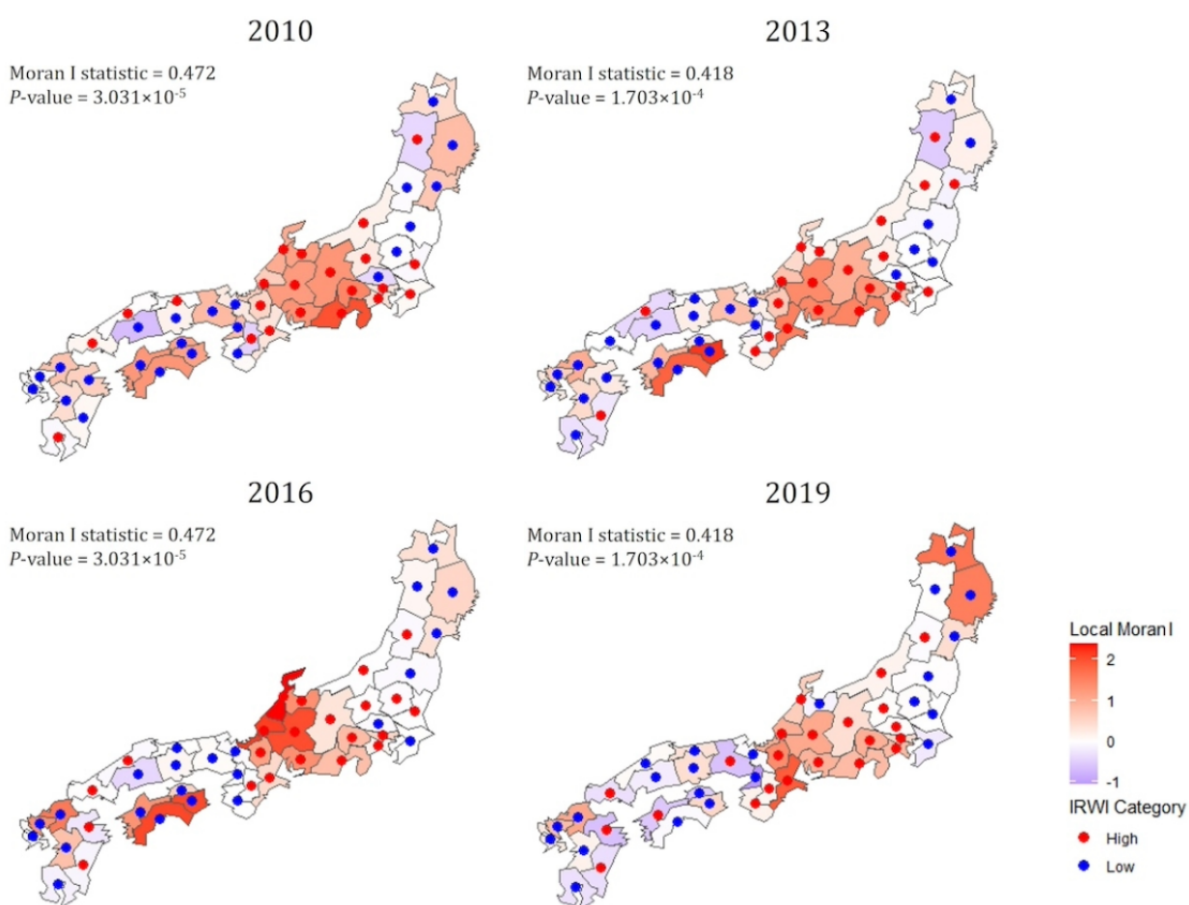 2010
Moran I statistic = 0.472
P-value = 3.031×10⁻⁵
2013
Moran I statistic = 0.418
P-value = 1.703×10⁻⁴
2016
Moran I statistic = 0.472
P-value = 3.031×10⁻⁵
2019
Moran I statistic = 0.418
P-value = 1.703×10⁻⁴
Local Moran I
2
1
0
-1
IRWI Category
High
Low